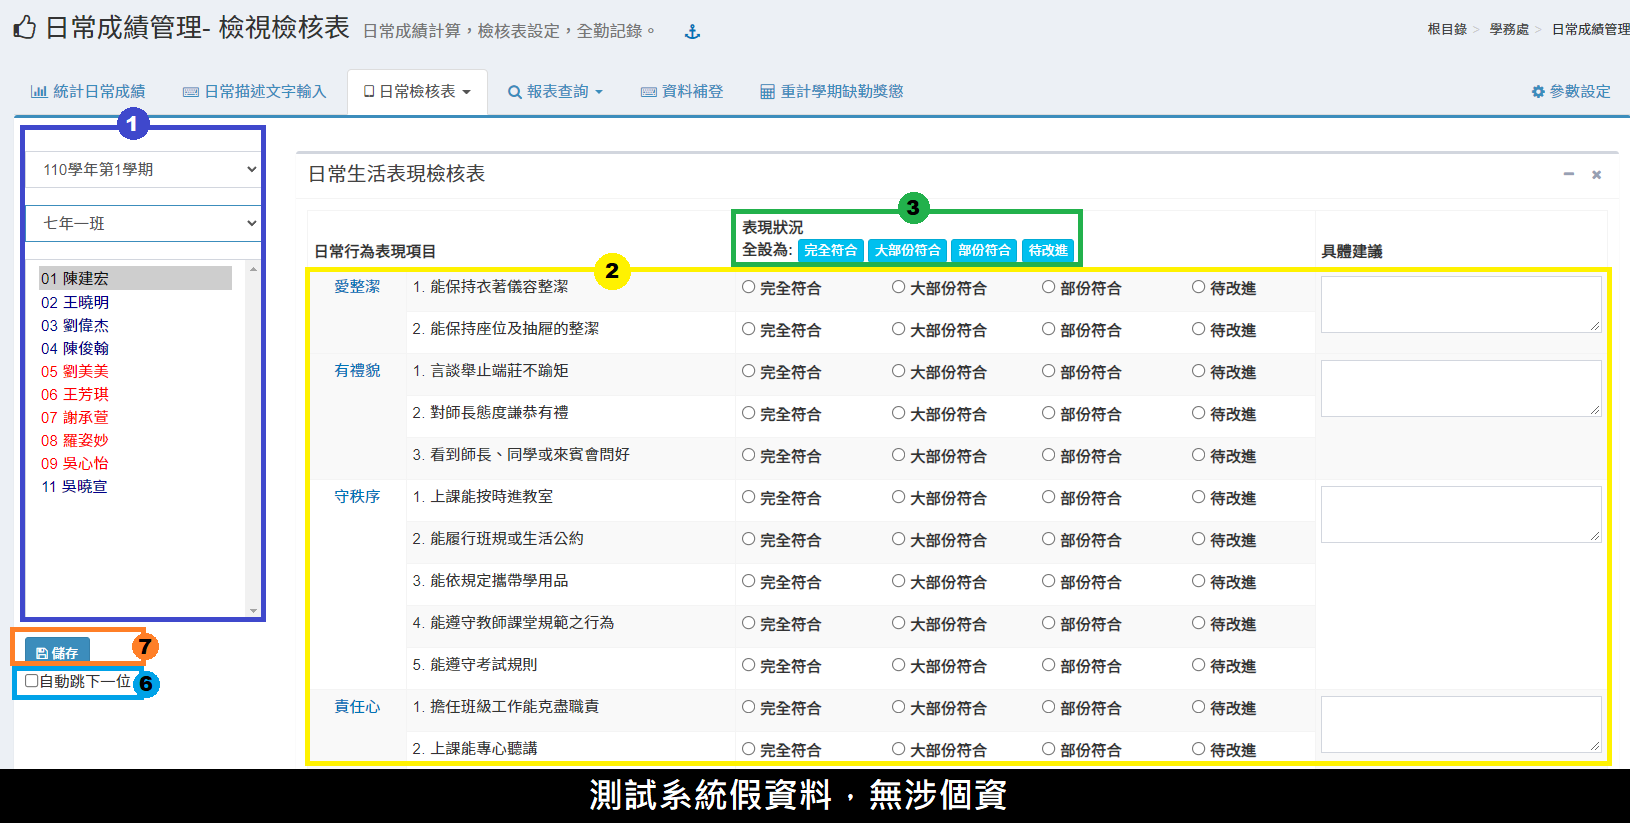 日常成績管理- 檢視檢核表 日常成績計算，檢核表設定，全勤記錄。
根目錄 > 學務處 > 日常成績管理
統計日常成績 日常描述文字輸入 日常檢核表 報表查詢 資料補登 重計學期缺勤獎懲 參數設定
1
110學年第1學期
七年一班
01 陳建宏
02 王曉明
03 劉偉杰
04 陳俊翰
05 劉美美
06 王芳琪
07 謝承萱
08 羅姿妙
09 吳心怡
11 吳曉宣
儲存 7
自動跳下一位 6
日常生活表現檢核表
3
日常行為表現項目
表現狀況
全設為: 完全符合 大部份符合 部份符合 待改進
具體建議
2
愛整潔 1. 能保持衣著儀容整潔 完全符合 大部份符合 部份符合 待改進
2. 能保持座位及抽屜的整潔 完全符合 大部份符合 部份符合 待改進
有禮貌 1. 言談舉止端莊不踰矩 完全符合 大部份符合 部份符合 待改進
2. 對師長態度謙恭有禮 完全符合 大部份符合 部份符合 待改進
3. 看到師長、同學或來賓會問好 完全符合 大部份符合 部份符合 待改進
守秩序 1. 上課能按時進教室 完全符合 大部份符合 部份符合 待改進
2. 能履行班規或生活公約 完全符合 大部份符合 部份符合 待改進
3. 能依規定攜帶學用品 完全符合 大部份符合 部份符合 待改進
4. 能遵守教師課堂規範之行為 完全符合 大部份符合 部份符合 待改進
5. 能遵守考試規則 完全符合 大部份符合 部份符合 待改進
責任心 1. 擔任班級工作能克盡職責 完全符合 大部份符合 部份符合 待改進
2. 上課能專心聽講 完全符合 大部份符合 部份符合 待改進
測試系統假資料，無涉個資